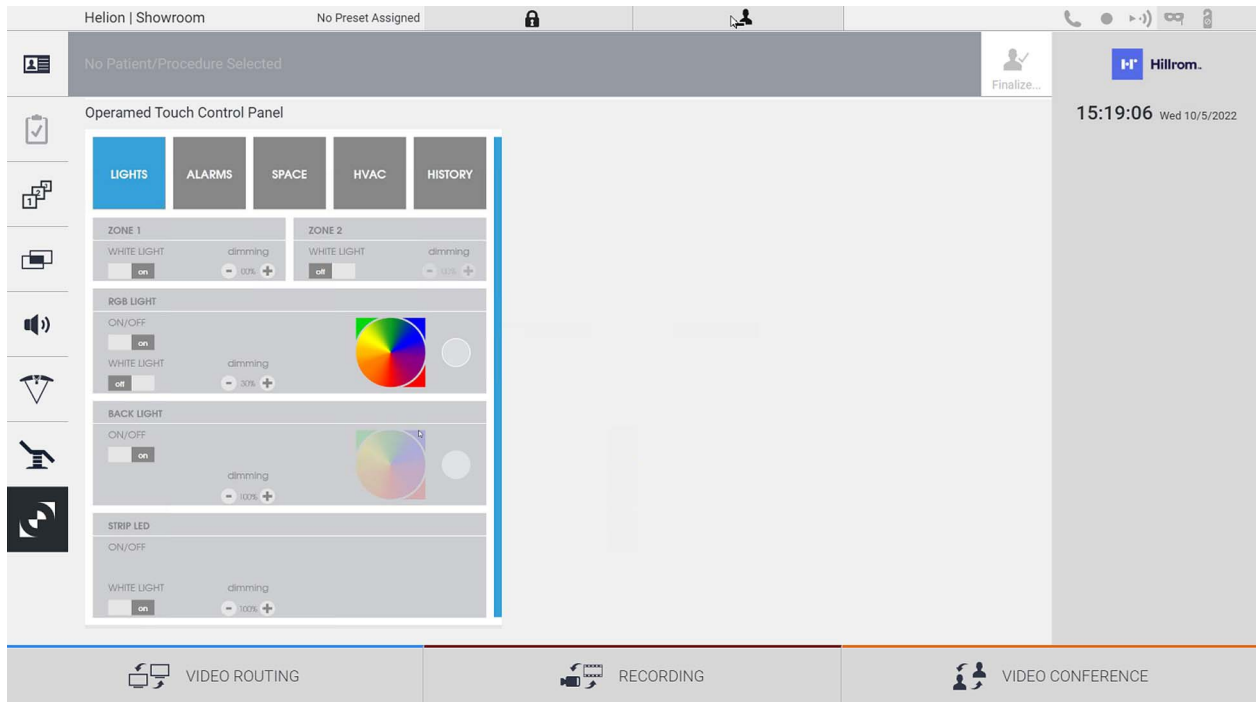 Helion | Showroom
No Preset Assigned
No Patient/Procedure Selected
Finalize...
Hillrom™
15:19:06 Wed 10/5/2022
Operamed Touch Control Panel
LIGHTS ALARMS SPACE HVAC HISTORY
ZONE 1
WHITE LIGHT dimming
on
ZONE 2
WHITE LIGHT dimming
off
RGB LIGHT
ON/OFF
on
WHITE LIGHT dimming
off - 30% +
BACK LIGHT
ON/OFF
on
dimming
- 100% +
STRIP LED
ON/OFF
WHITE LIGHT dimming
on - 100% +
VIDEO ROUTING
RECORDING
VIDEO CONFERENCE